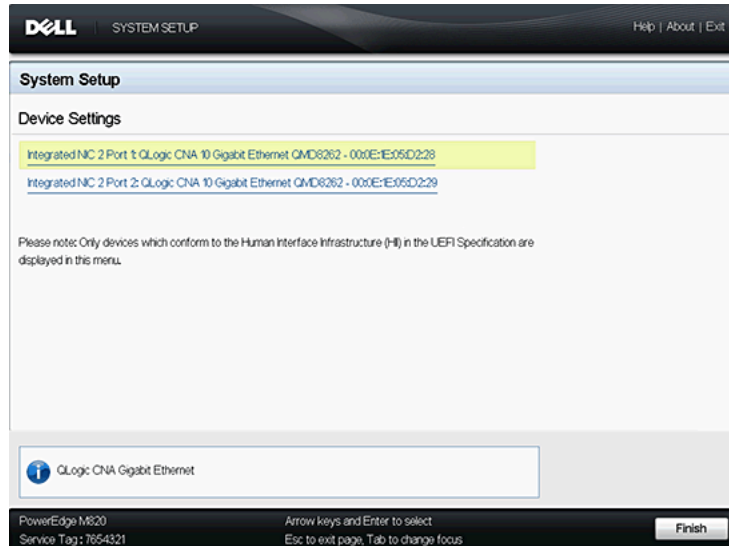 DELL
SYSTEM SETUP
Help | About | Exit
System Setup
Device Settings
Integrated NIC 2 Port 1: QLogic CNA 10 Gigabit Ethernet QMD8262 - 00:0E:1E:05:D2:28
Integrated NIC 2 Port 2: QLogic CNA 10 Gigabit Ethernet QMD8262 - 00:0E:1E:05:D2:29
Please note: Only devices which conform to the Human Interface Infrastructure (HII) in the UEFI Specification are
displayed in this menu.
QLogic CNA Gigabit Ethernet
PowerEdge M820
Service Tag : 7654321
Arrow keys and Enter to select
Esc to exit page, Tab to change focus
Finish